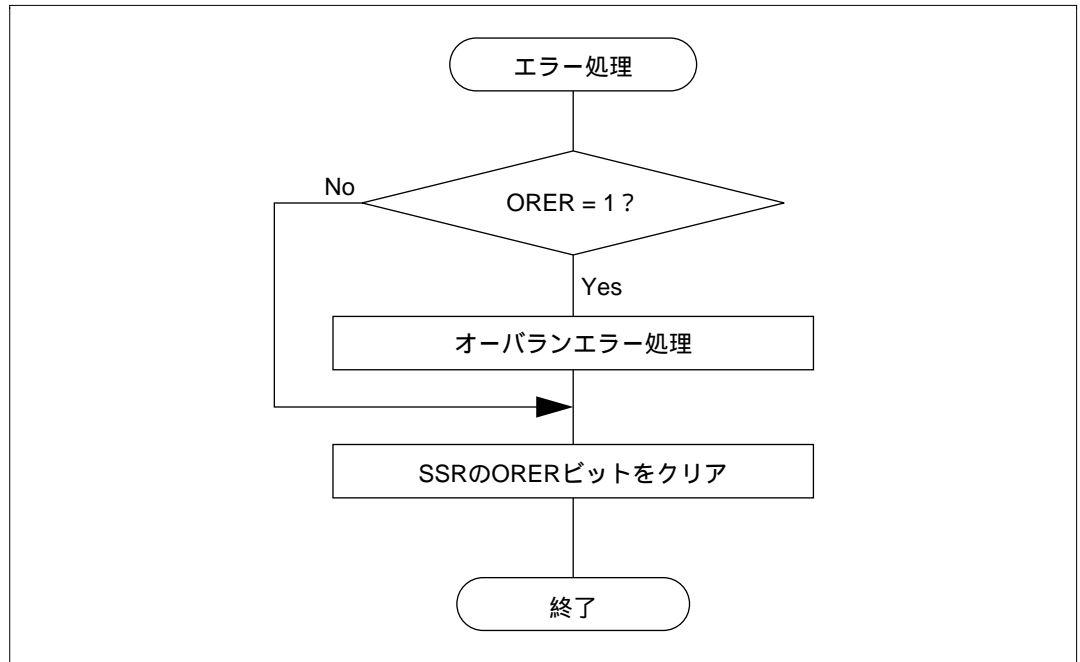 エラー処理
ORER = 1？
No
Yes
オーバランエラー処理
SSRのORERビットをクリア
終了